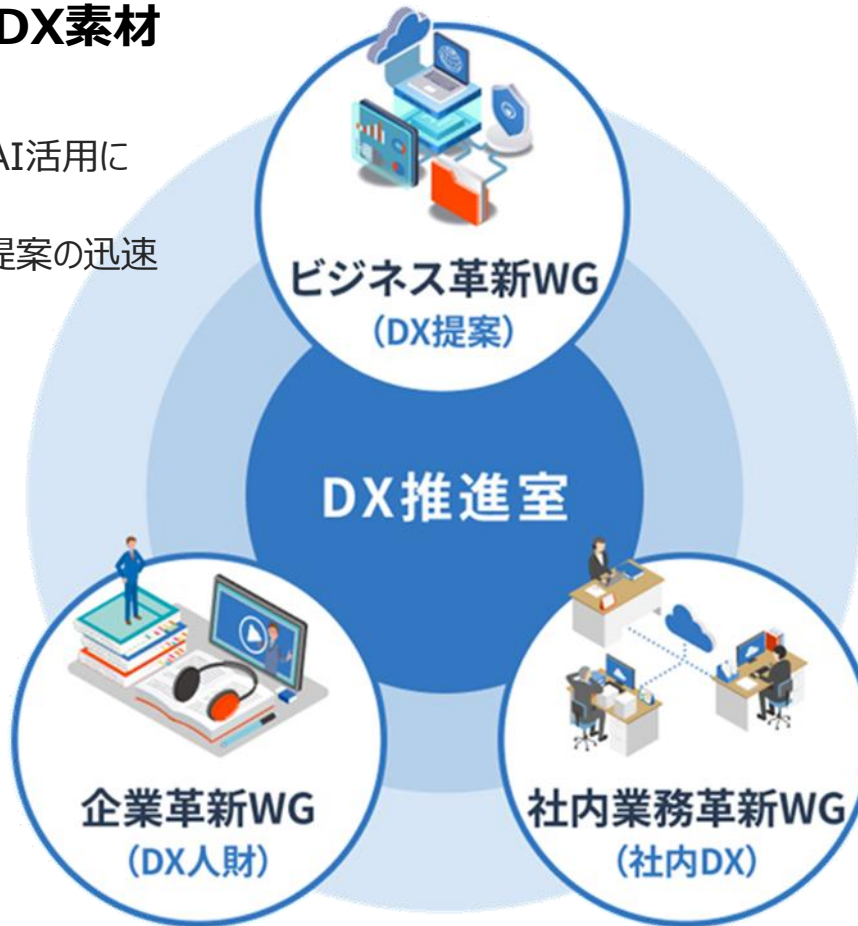 DX素材
AI活用に
提案の迅速
ビジネス革新WG
（DX提案）
DX推進室
企業革新WG
（DX人財）
社内業務革新WG
（社内DX）